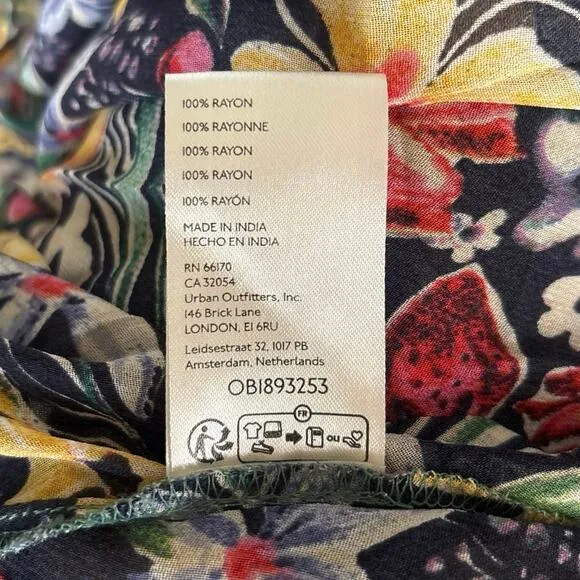 100% RAYON
100% RAYONNE
100% RAYON
100% RAYON
100% RAYÓN
MADE IN INDIA
HECHO EN INDIA
RN 66170
CA 32054
Urban Outfitters, Inc.
146 Brick Lane
LONDON, E1 6RU
Leidsestraat 32, 1017 PB
Amsterdam, Netherlands
OB1893253
FR
ou